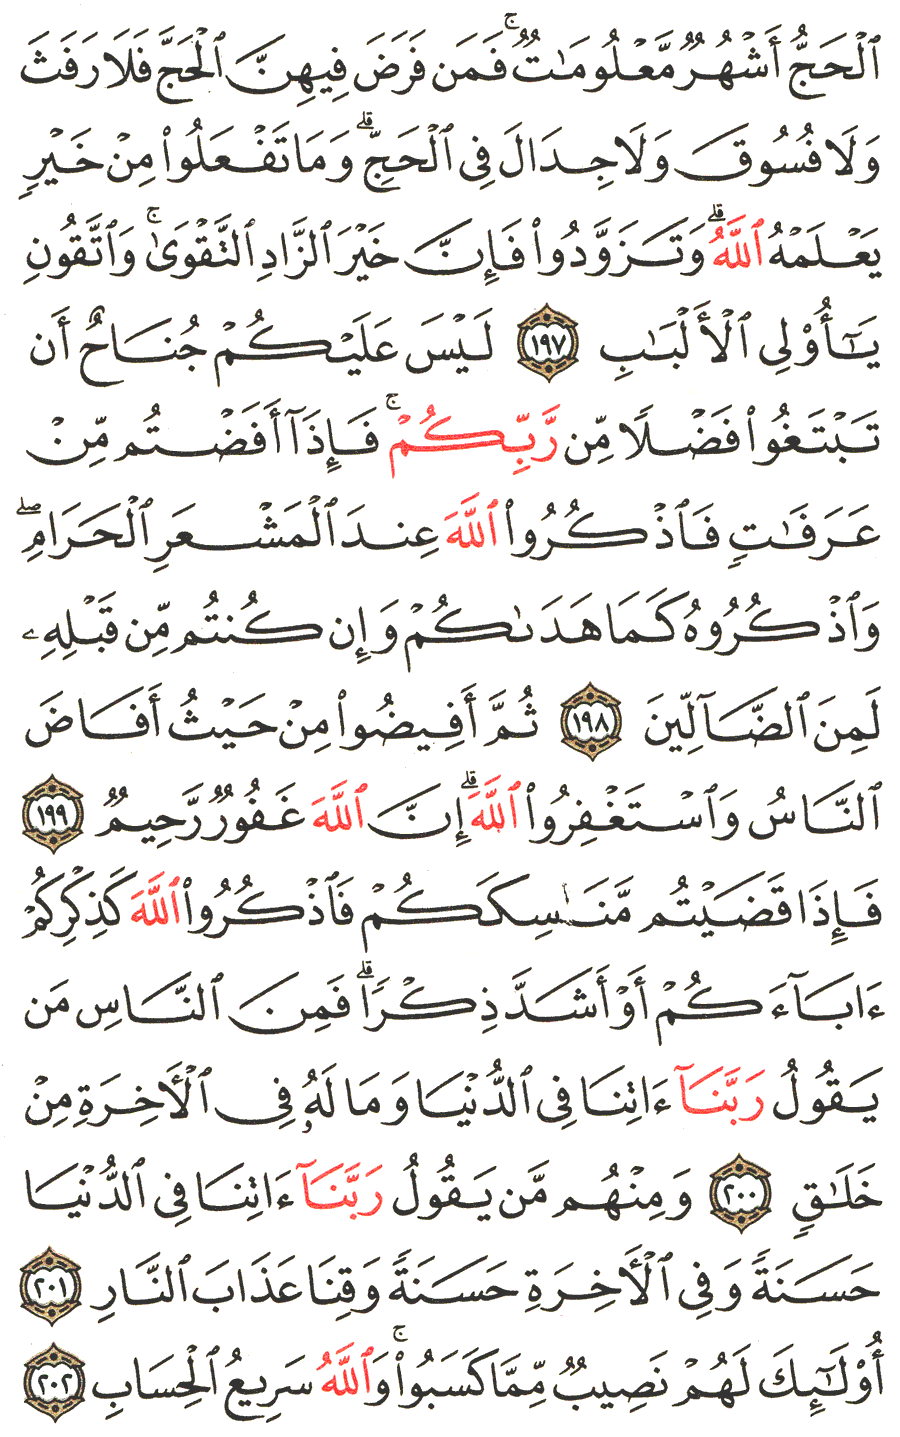 ٱلْحَجُّ أَشْهُرٌ مَّعْلُومَٰتٌ ۚ فَمَن فَرَضَ فِيهِنَّ ٱلْحَجَّ فَلَا رَفَثَ
وَلَا فُسُوقَ وَلَا جِدَالَ فِى ٱلْحَجِّ ۗ وَمَا تَفْعَلُوا۟ مِنْ خَيْرٍ
يَعْلَمْهُ ٱللَّهُ ۗ وَتَزَوَّدُوا۟ فَإِنَّ خَيْرَ ٱلزَّادِ ٱلتَّقْوَىٰ ۚ وَٱتَّقُونِ
يَٰٓأُو۟لِى ٱلْأَلْبَٰبِ ١٩٧ لَيْسَ عَلَيْكُمْ جُنَاحٌ أَن
تَبْتَغُوا۟ فَضْلًا مِّن رَّبِّكُمْ ۚ فَإِذَآ أَفَضْتُم مِّنْ
عَرَفَٰتٍ فَٱذْكُرُوا۟ ٱللَّهَ عِندَ ٱلْمَشْعَرِ ٱلْحَرَامِ ۖ
وَٱذْكُرُوهُ كَمَا هَدَىٰكُمْ وَإِن كُنتُم مِّن قَبْلِهِۦ
لَمِنَ ٱلضَّآلِّينَ ١٩٨ ثُمَّ أَفِيضُوا۟ مِنْ حَيْثُ أَفَاضَ
ٱلنَّاسُ وَٱسْتَغْفِرُوا۟ ٱللَّهَ ۗ إِنَّ ٱللَّهَ غَفُورٌ رَّحِيمٌ ١٩٩
فَإِذَا قَضَيْتُم مَّنَٰسِكَكُمْ فَٱذْكُرُوا۟ ٱللَّهَ كَذِكْرِكُمْ
ءَابَآءَكُمْ أَوْ أَشَدَّ ذِكْرًا ۗ فَمِنَ ٱلنَّاسِ مَن
يَقُولُ رَبَّنَآ ءَاتِنَا فِى ٱلدُّنْيَا وَمَا لَهُۥ فِى ٱلْءَاخِرَةِ مِنْ
خَلَٰقٍ ٢٠٠ وَمِنْهُم مَّن يَقُولُ رَبَّنَآ ءَاتِنَا فِى ٱلدُّنْيَا
حَسَنَةً وَفِى ٱلْءَاخِرَةِ حَسَنَةً وَقِنَا عَذَابَ ٱلنَّارِ ٢٠١
أُو۟لَٰٓئِكَ لَهُمْ نَصِيبٌ مِّمَّا كَسَبُوا۟ ۚ وَٱللَّهُ سَرِيعُ ٱلْحِسَابِ ٢٠٢